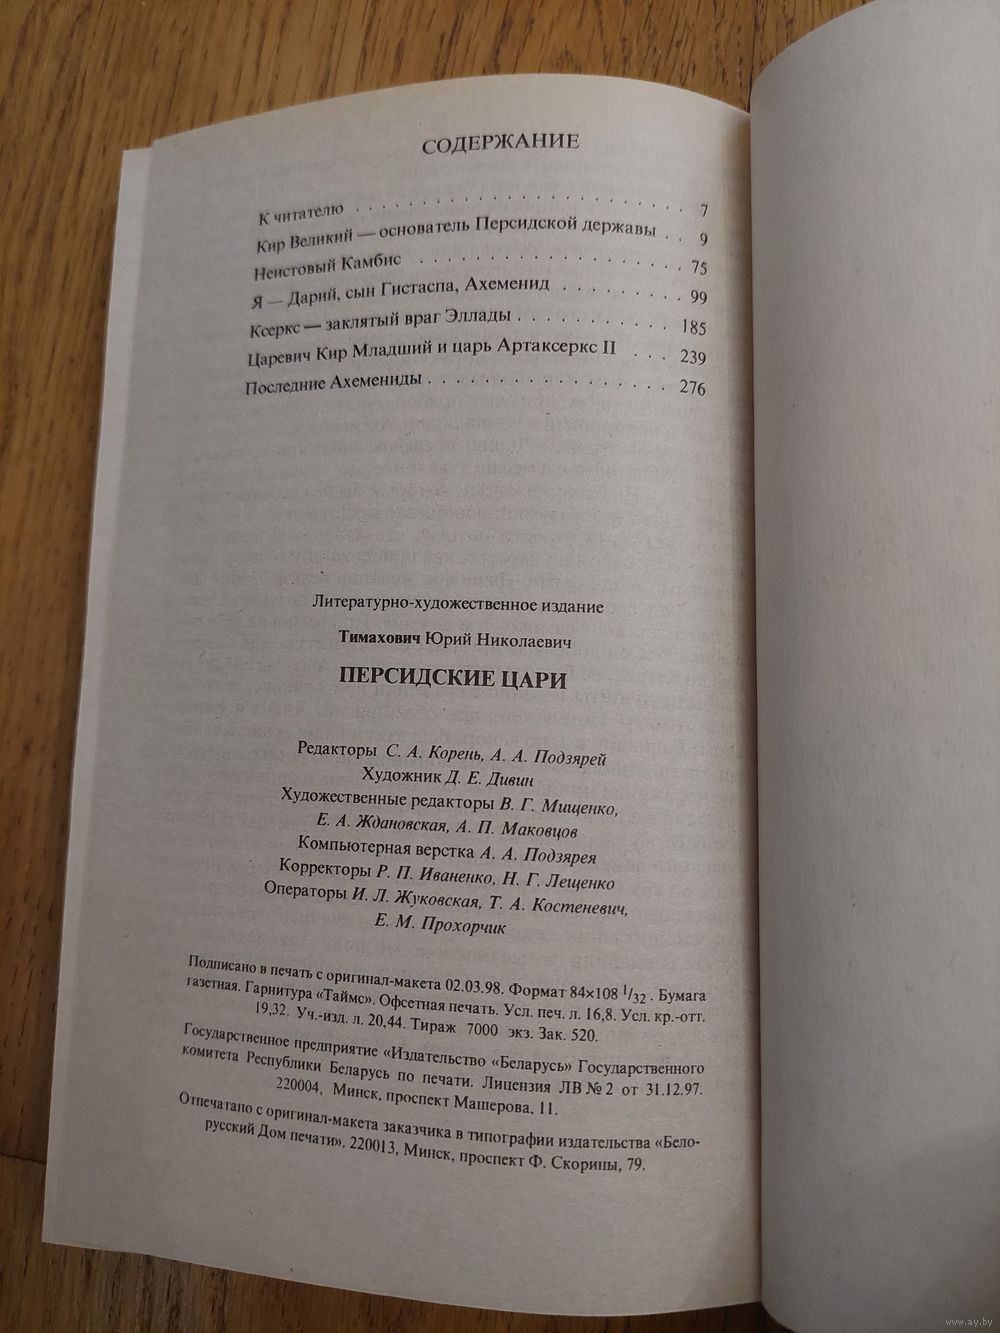 СОДЕРЖАНИЕ
К читателю . . . . . . . . . . . . . . . . . . . . . . . . 7
Кир Великий — основатель Персидской державы . . 9
Неистовый Камбис . . . . . . . . . . . . . . . . . . . 75
Я — Дарий, сын Гистаспа, Ахеменид . . . . . . . . . 99
Ксеркс — заклятый враг Эллады . . . . . . . . . . . 185
Царевич Кир Младший и царь Артаксеркс II . . . 239
Последние Ахемениды . . . . . . . . . . . . . . . . . 276
Литературно-художественное издание
Тимахович Юрий Николаевич
ПЕРСИДСКИЕ ЦАРИ
Редакторы С. А. Корень, А. А. Подзярей
Художник Д. Е. Дивин
Художественные редакторы В. Г. Мищенко,
Е. А. Ждановская, А. П. Маковцов
Компьютерная верстка А. А. Подзярея
Корректоры Р. П. Иваненко, Н. Г. Лещенко
Операторы И. Л. Жуковская, Т. А. Костеневич,
Е. М. Прохорчик
Подписано в печать с оригинал-макета 02.03.98. Формат 84×108 1/32 . Бумага
газетная. Гарнитура «Таймс». Офсетная печать. Усл. печ. л. 16,8. Усл. кр.-отт.
19,32. Уч.-изд. л. 20,44. Тираж 7000 экз. Зак. 520.
Государственное предприятие «Издательство «Беларусь» Государственного
комитета Республики Беларусь по печати. Лицензия ЛВ № 2 от 31.12.97.
220004, Минск, проспект Машерова, 11.
Отпечатано с оригинал-макета заказчика в типографии издательства «Бело-
русский Дом печати». 220013, Минск, проспект Ф. Скорины, 79.
www.ay.by